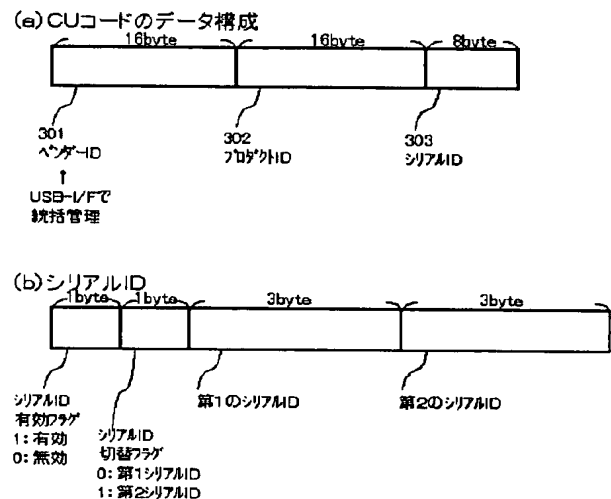 (a)CUコードのデータ構成
16byte 16byte 8byte
301 302 303
ベンダーID プロダクトID シリアルID
↑
USB-I/Fで
統括管理
(b)シリアルID
1byte 1byte 3byte 3byte
シリアルID 第1のシリアルID 第2のシリアルID
有効フラグ
1:有効
0:無効
シリアルID
切替フラグ
0:第1シリアルID
1:第2シリアルID